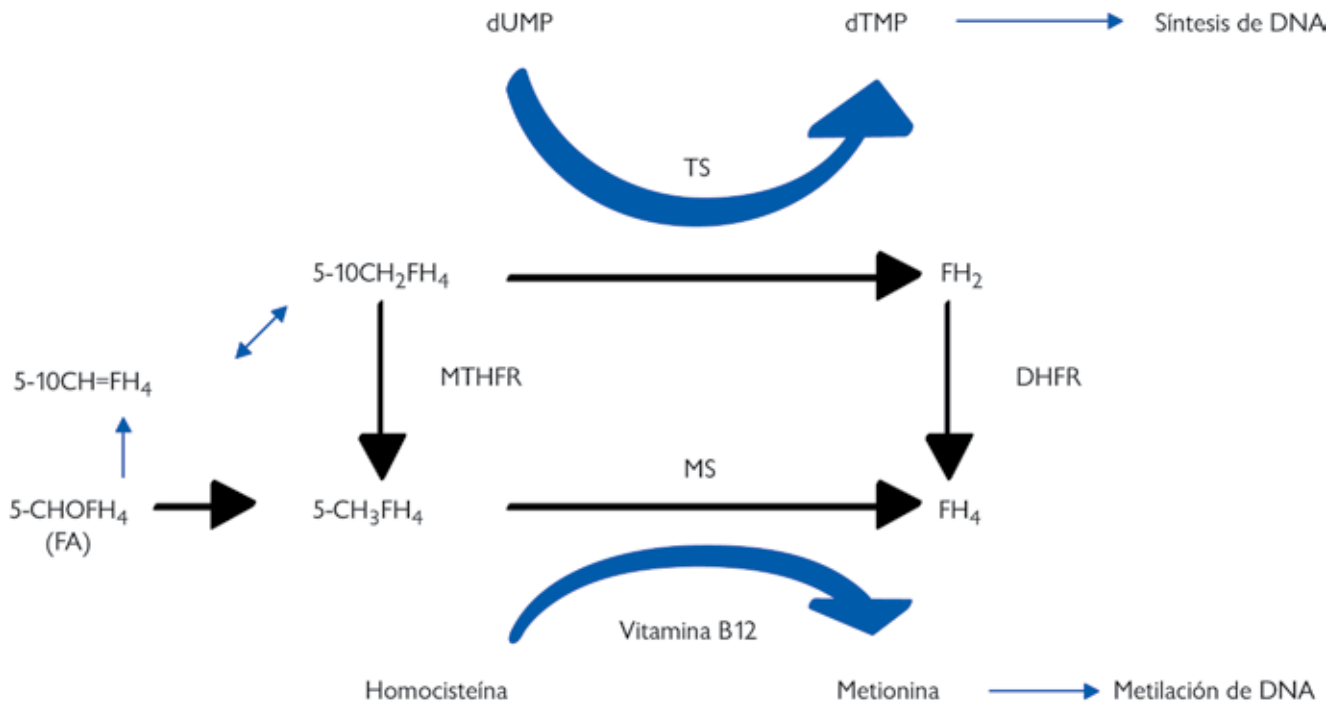 dUMP dTMP Síntesis de DNA
TS
5-10CH₂FH₄ FH₂
5-10CH=FH₄ MTHFR DHFR
MS
5-CHOFH₄ 5-CH₃FH₄ FH₄
(FA)
Vitamina B12
Homocisteína Metionina Metilación de DNA